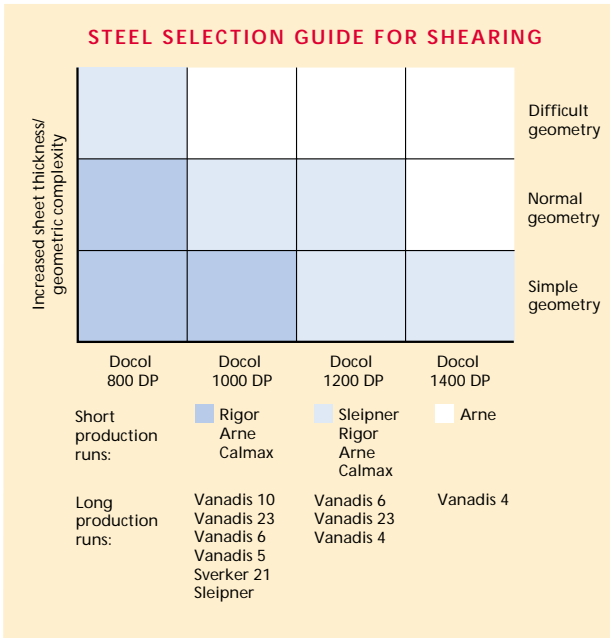 STEEL SELECTION GUIDE FOR SHEARING
Increased sheet thickness/
geometric complexity
Difficult
geometry
Normal
geometry
Simple
geometry
Docol
800 DP
Docol
1000 DP
Docol
1200 DP
Docol
1400 DP
Short
production
runs:
Rigor
Arne
Calmax
Sleipner
Rigor
Arne
Calmax
Arne
Long
production
runs:
Vanadis 10
Vanadis 23
Vanadis 6
Vanadis 5
Sverker 21
Sleipner
Vanadis 6
Vanadis 23
Vanadis 4
Vanadis 4